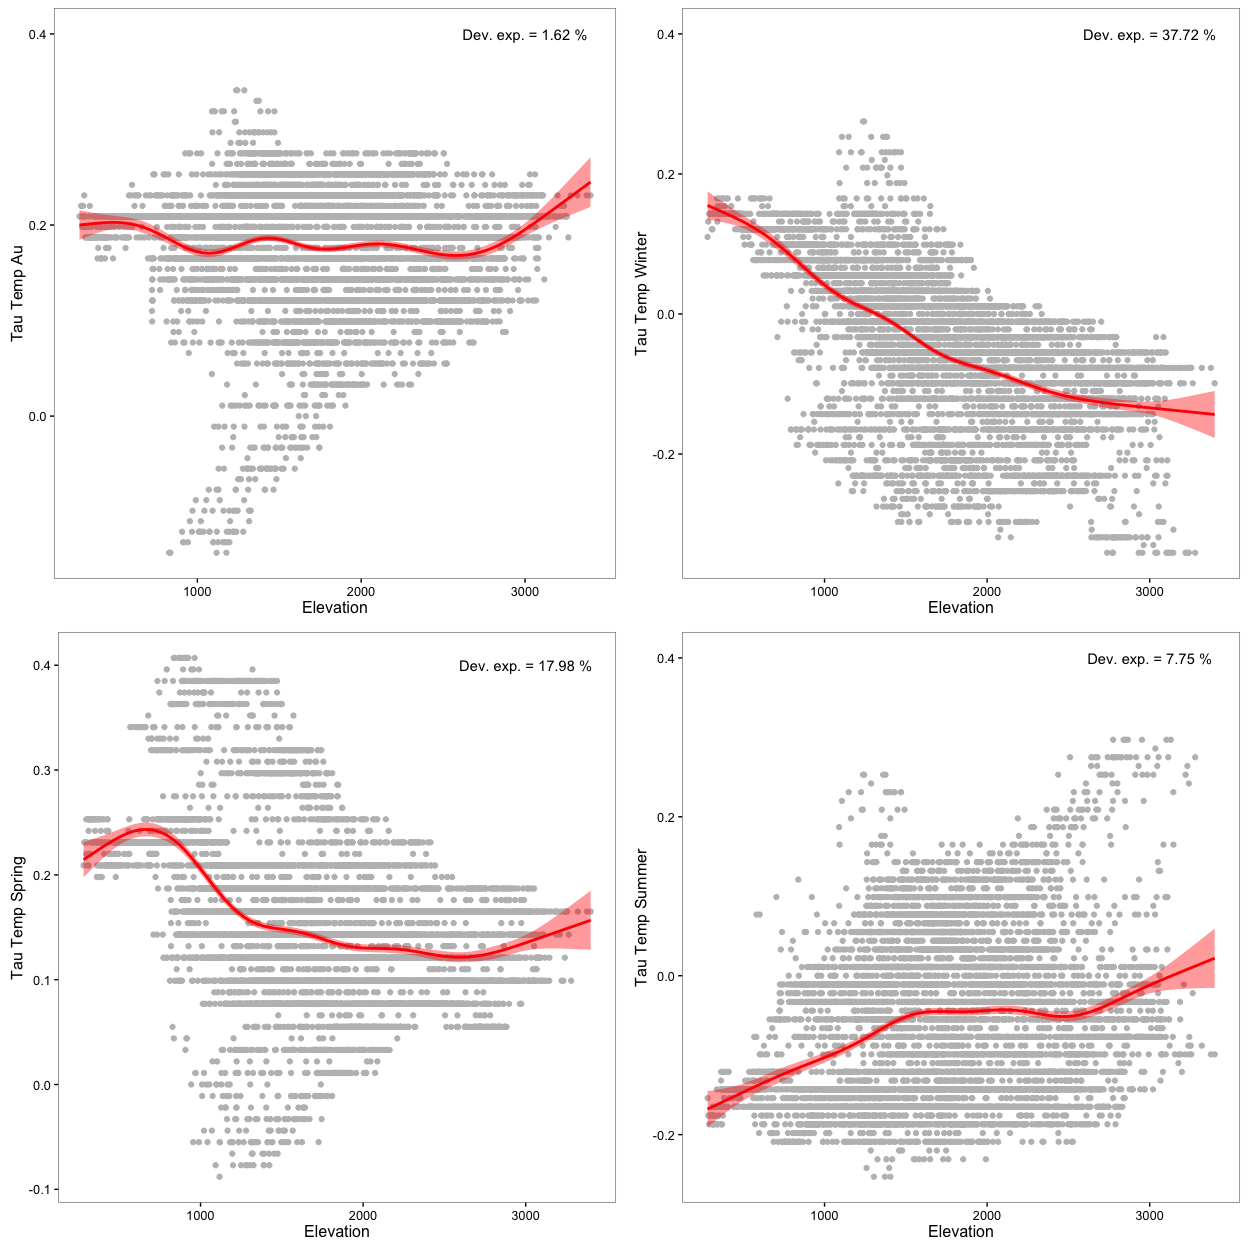 Dev. exp. = 1.62 %
0.4
0.2
0.0
Tau Temp Au
1000 2000 3000
Elevation
Dev. exp. = 37.72 %
0.4
0.2
0.0
-0.2
Tau Temp Winter
1000 2000 3000
Elevation
Dev. exp. = 17.98 %
0.4
0.3
0.2
0.1
0.0
-0.1
Tau Temp Spring
1000 2000 3000
Elevation
Dev. exp. = 7.75 %
0.4
0.2
0.0
-0.2
Tau Temp Summer
1000 2000 3000
Elevation